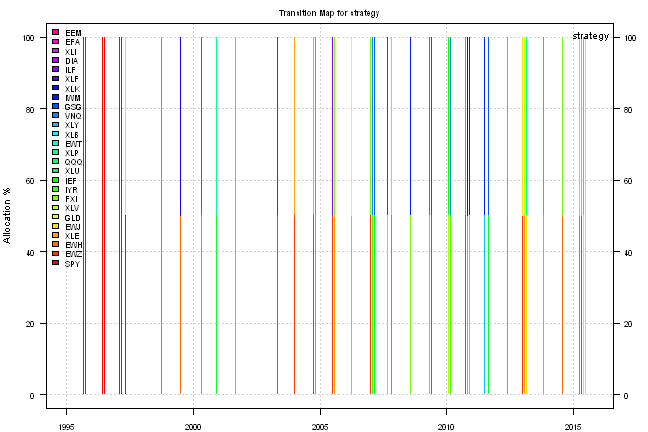 Transition Map for strategy
strategy
EEM
EFA
XLI
DIA
ILF
XLF
XLK
IWM
GSG
VNQ
XLY
XLB
EWT
XLP
QQQ
XLU
IEF
IYR
FXI
XLV
GLD
EWJ
XLE
EWH
EWZ
SPY
Allocation %
100
80
60
40
20
0
100
80
60
40
20
0
1995
2000
2005
2010
2015